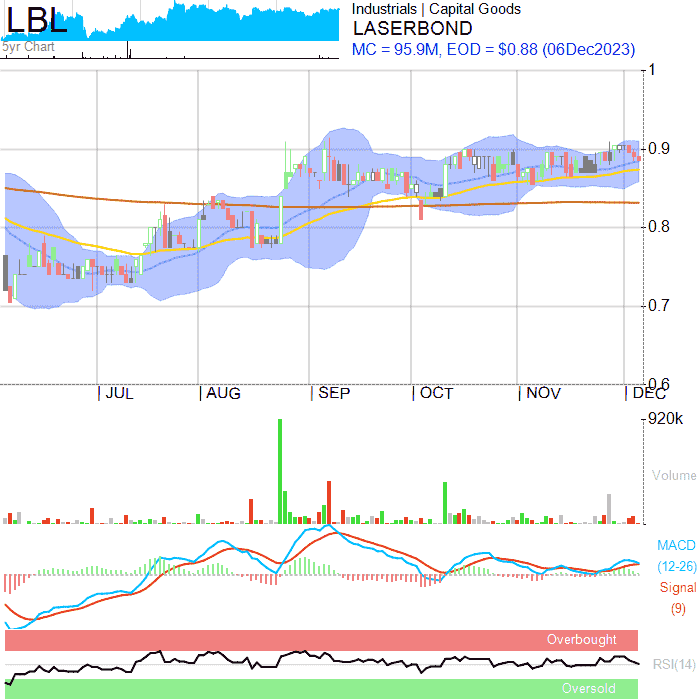 LBL
5yr Chart
Industrials | Capital Goods
LASERBOND
MC = 95.9M, EOD = $0.88 (06Dec2023)
1
0.9
0.8
0.7
0.6
JUL AUG SEP OCT NOV DEC
920k
Volume
MACD
(12-26)
Signal
(9)
Overbought
RSI(14)
Oversold